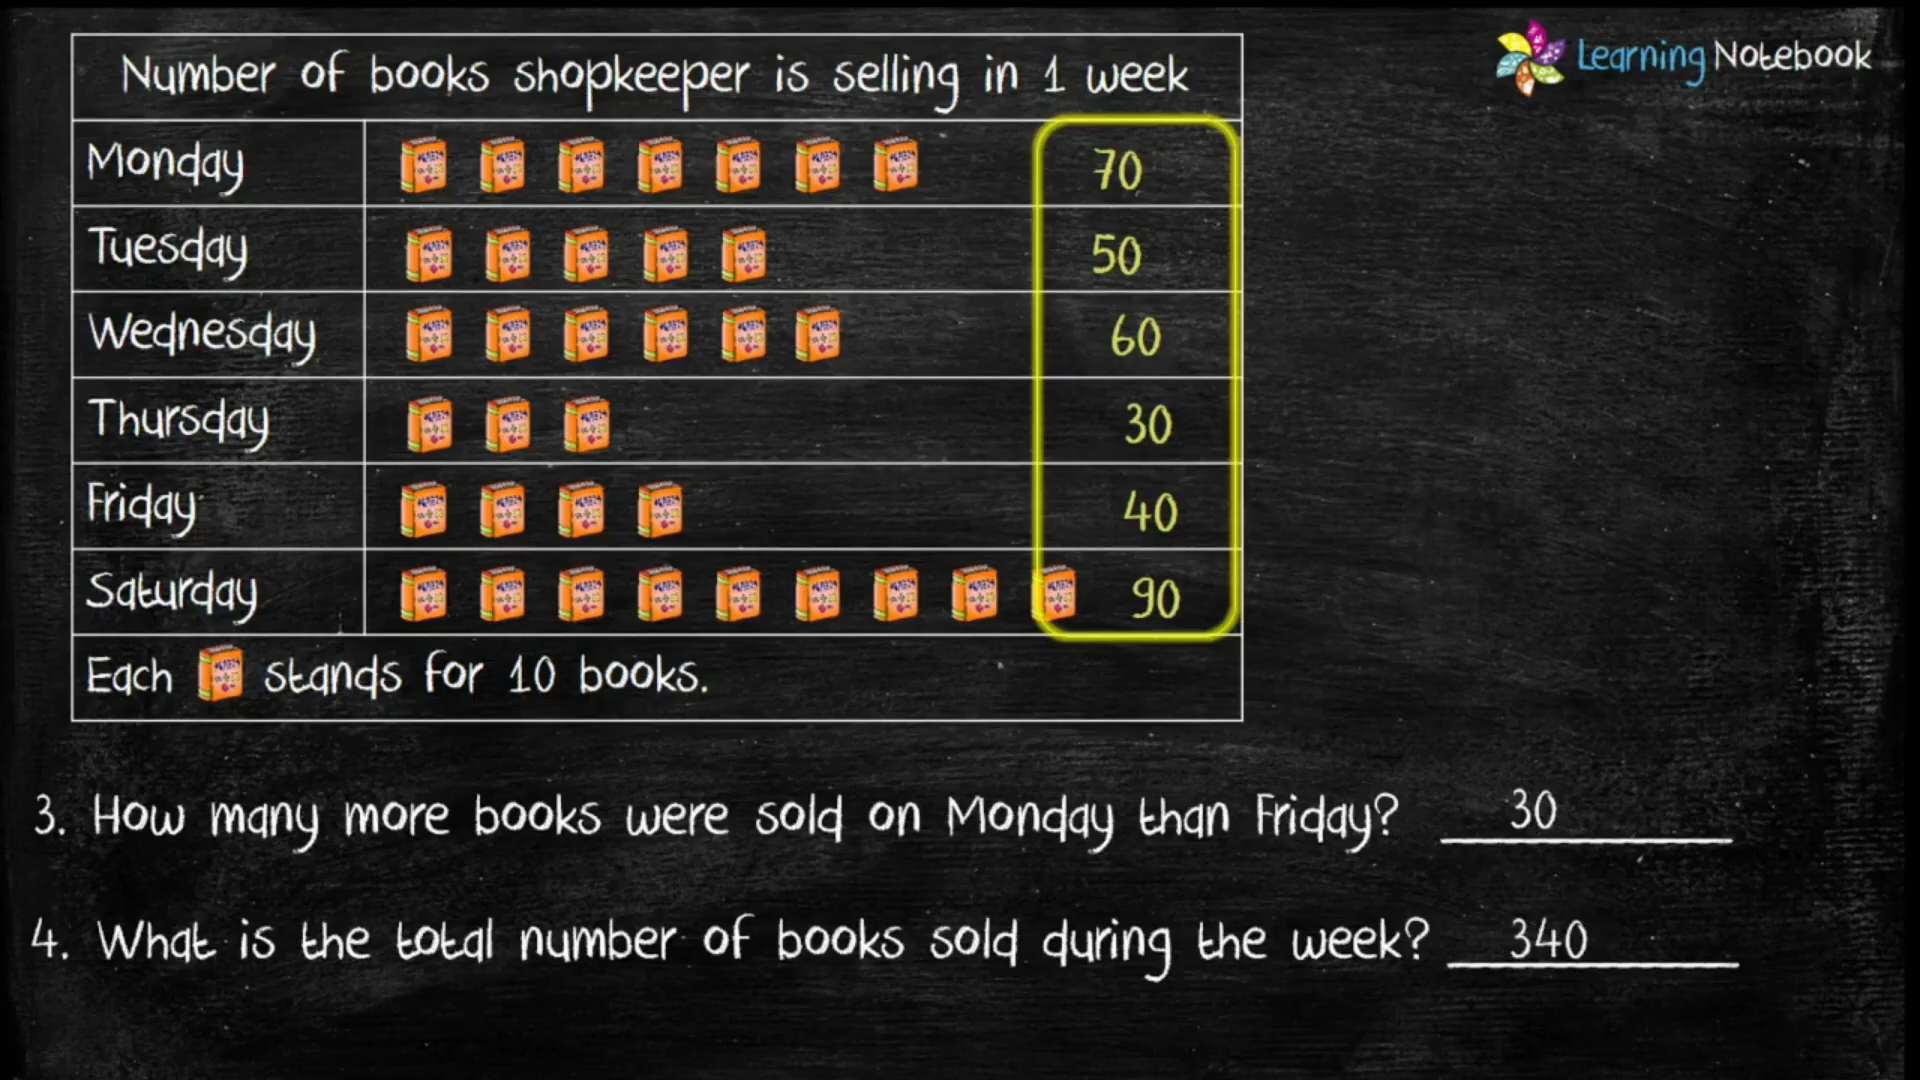 Learning Notebook
Number of books shopkeeper is selling in 1 week
Monday 70
Tuesday 50
Wednesday 60
Thursday 30
Friday 40
Saturday 90
Each stands for 10 books.
3. How many more books were sold on Monday than Friday? 30
4. What is the total number of books sold during the week? 340